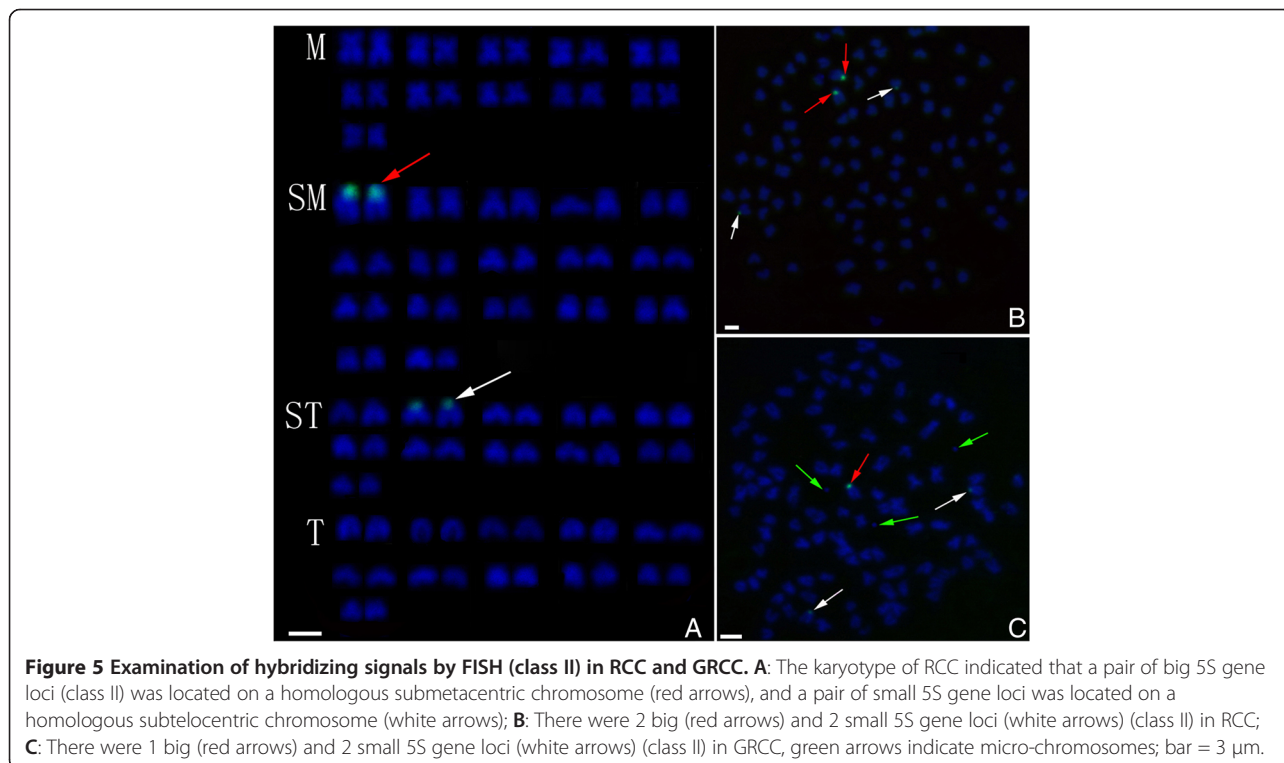 M
SM
ST
T
A
B
C
Figure 5 Examination of hybridizing signals by FISH (class II) in RCC and GRCC. A: The karyotype of RCC indicated that a pair of big 5S gene
loci (class II) was located on a homologous submetacentric chromosome (red arrows), and a pair of small 5S gene loci was located on a
homologous subtelocentric chromosome (white arrows); B: There were 2 big (red arrows) and 2 small 5S gene loci (white arrows) (class II) in RCC;
C: There were 1 big (red arrows) and 2 small 5S gene loci (white arrows) (class II) in GRCC, green arrows indicate micro-chromosomes; bar = 3 μm.